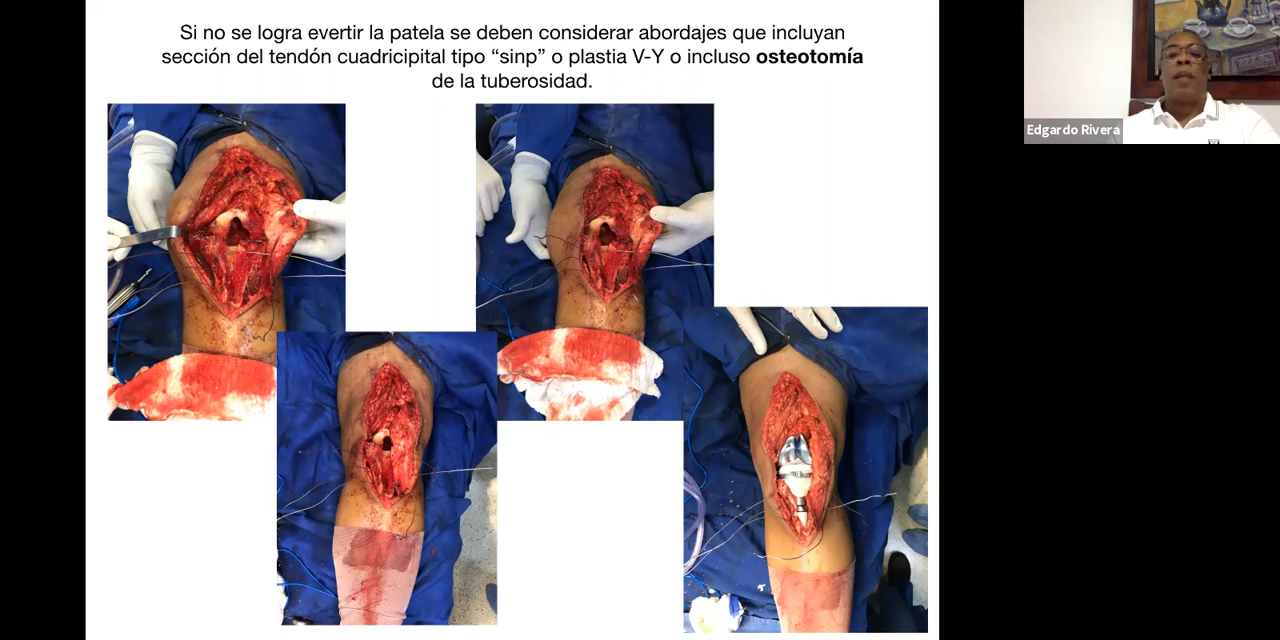 Si no se logra evertir la patela se deben considerar abordajes que incluyan
sección del tendón cuadricipital tipo “sinp” o plastia V-Y o incluso osteotomía
de la tuberosidad.
Edgardo Rivera